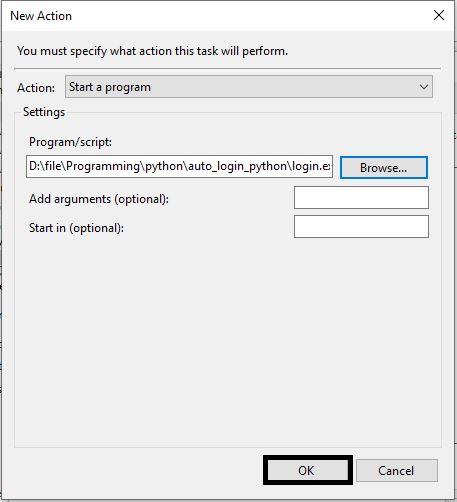 New Action
You must specify what action this task will perform.
Action: Start a program
Settings
Program/script:
D:\file\Programming\python\auto_login_python\login.e Browse...
Add arguments (optional):
Start in (optional):
OK Cancel